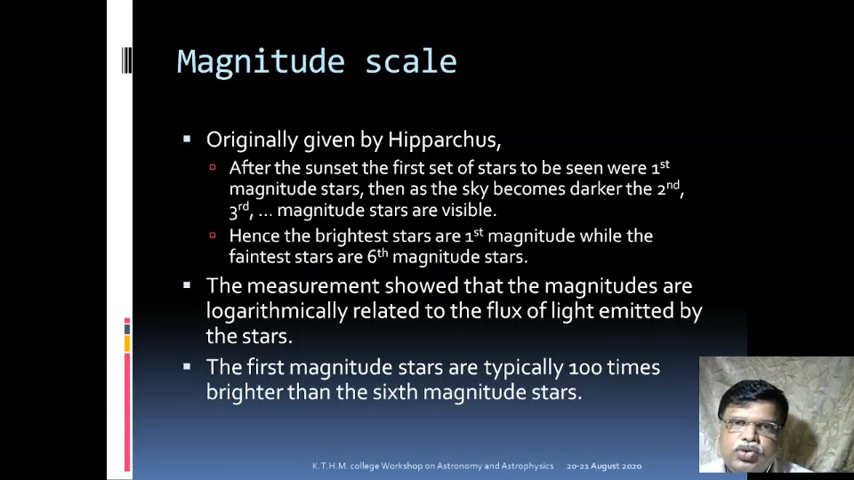 Magnitude scale
Originally given by Hipparchus,
After the sunset the first set of stars to be seen were 1st
magnitude stars, then as the sky becomes darker the 2nd,
3rd, ... magnitude stars are visible.
Hence the brightest stars are 1st magnitude while the
faintest stars are 6th magnitude stars.
The measurement showed that the magnitudes are
logarithmically related to the flux of light emitted by
the stars.
The first magnitude stars are typically 100 times
brighter than the sixth magnitude stars.
K.T.H.M. college Workshop on Astronomy and Astrophysics 20-21 August 2020